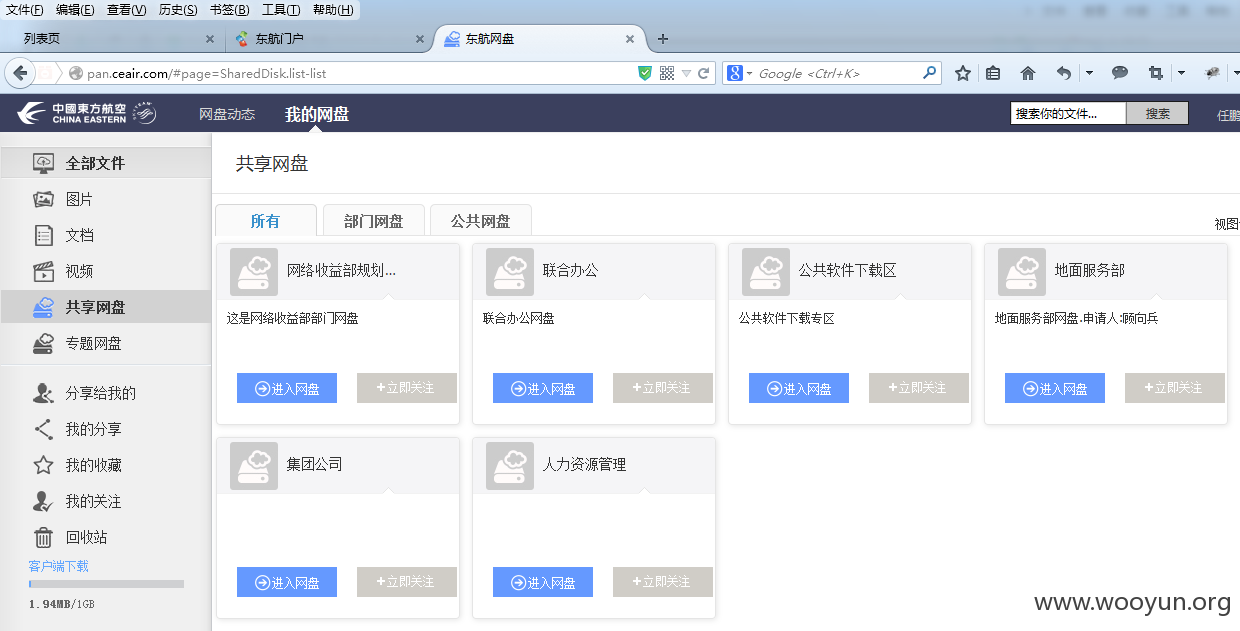 文件(F) 编辑(E) 查看(V) 历史(S) 书签(B) 工具(T) 帮助(H)
列表页 东航门户 东航网盘
pan.ceair.com/#page=SharedDisk.list-list Google <Ctrl+K>
中國東方航空
CHINA EASTERN
网盘动态 我的网盘 搜索你的文件... 搜索 任鹏
全部文件
图片
文档
视频
共享网盘
专题网盘
分享给我的
我的分享
我的收藏
我的关注
回收站
客户端下载
1.94MB/1GB
共享网盘
所有 部门网盘 公共网盘 视图
网络收益部规划... 联合办公 公共软件下载区 地面服务部
这是网络收益部部门网盘 联合办公网盘 公共软件下载专区 地面服务部网盘.申请人:顾向兵
进入网盘 +立即关注 进入网盘 +立即关注 进入网盘 +立即关注 进入网盘 +立即关注
集团公司 人力资源管理
进入网盘 +立即关注 进入网盘 +立即关注
www.wooyun.org